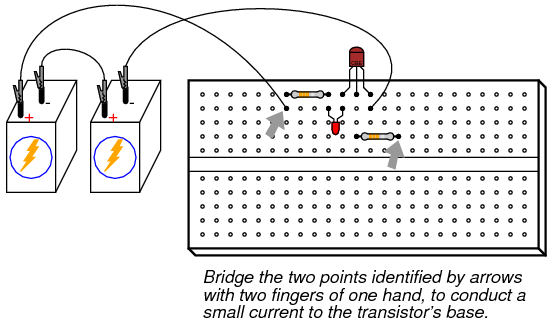 + - + -
Bridge the two points identified by arrows
with two fingers of one hand, to conduct a
small current to the transistor's base.